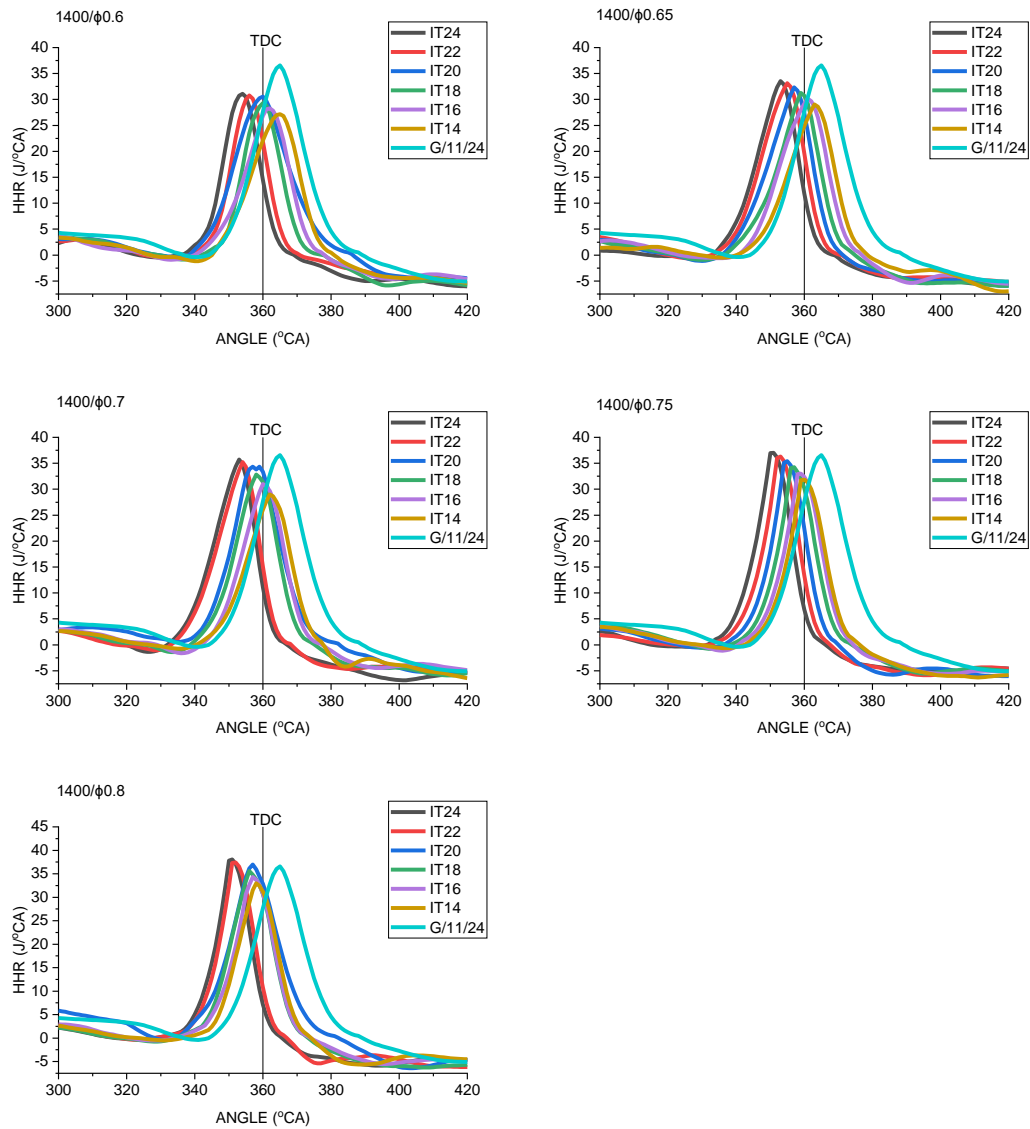 1400/ϕ0.6
TDC
IT24
IT22
IT20
IT18
IT16
IT14
G/11/24
40
35
30
25
20
15
10
5
0
-5
HHR (J/°CA)
300 320 340 360 380 400 420
ANGLE (°CA)
1400/ϕ0.65
TDC
IT24
IT22
IT20
IT18
IT16
IT14
G/11/24
40
35
30
25
20
15
10
5
0
-5
HHR (J/°CA)
300 320 340 360 380 400 420
ANGLE (°CA)
1400/ϕ0.7
TDC
IT24
IT22
IT20
IT18
IT16
IT14
G/11/24
40
35
30
25
20
15
10
5
0
-5
HHR (J/°CA)
300 320 340 360 380 400 420
ANGLE (°CA)
1400/ϕ0.75
TDC
IT24
IT22
IT20
IT18
IT16
IT14
G/11/24
40
35
30
25
20
15
10
5
0
-5
HHR (J/°CA)
300 320 340 360 380 400 420
ANGLE (°CA)
1400/ϕ0.8
TDC
IT24
IT22
IT20
IT18
IT16
IT14
G/11/24
45
40
35
30
25
20
15
10
5
0
-5
HHR (J/°CA)
300 320 340 360 380 400 420
ANGLE (°CA)